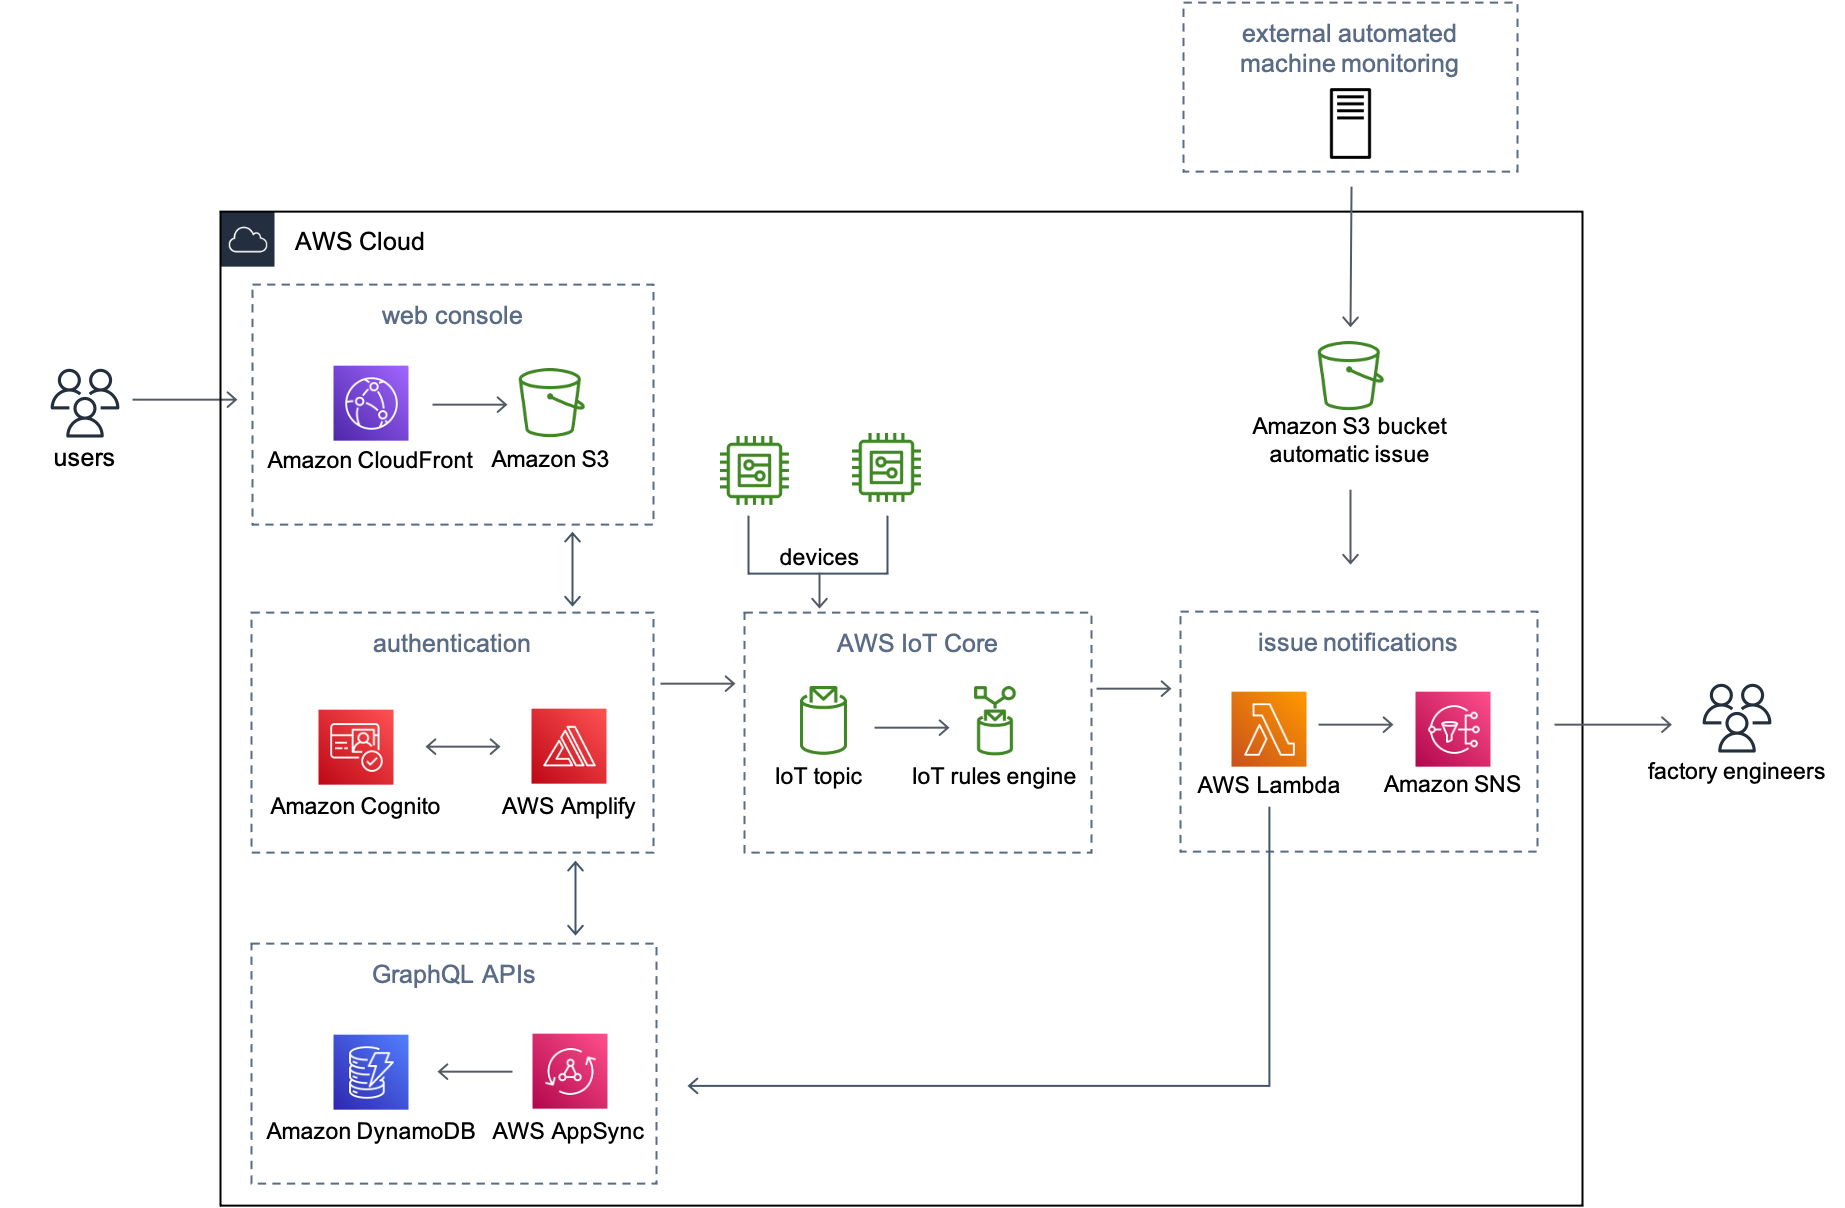 external automated
machine monitoring
AWS Cloud
web console
Amazon CloudFront
Amazon S3
users
Amazon S3 bucket
automatic issue
devices
authentication
Amazon Cognito
AWS Amplify
AWS IoT Core
IoT topic
IoT rules engine
issue notifications
AWS Lambda
Amazon SNS
factory engineers
GraphQL APIs
Amazon DynamoDB
AWS AppSync